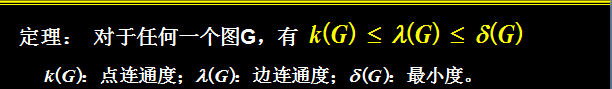 定理： 对于任何一个图G，有 k(G) ≤ λ(G) ≤ δ(G)
k(G)：点连通度；λ(G)：边连通度；δ(G)：最小度。